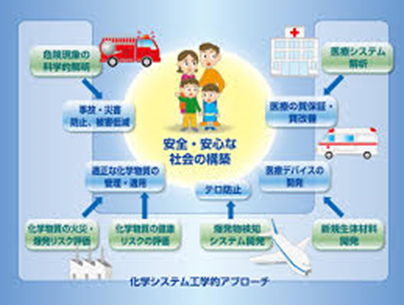 危険現象の
科学的解明
医療システム
解析
事故・災害
防止、被害低減
医療の質保証・
質改善
安全・安心な
社会の構築
適正な化学物質の
管理・運用
テロ防止
医療デバイスの
開発
化学物質の火災・
爆発リスク評価
化学物質の健康
リスクの評価
爆発物検知
システム開発
新規生体材料
開発
化学システム工学的アプローチ